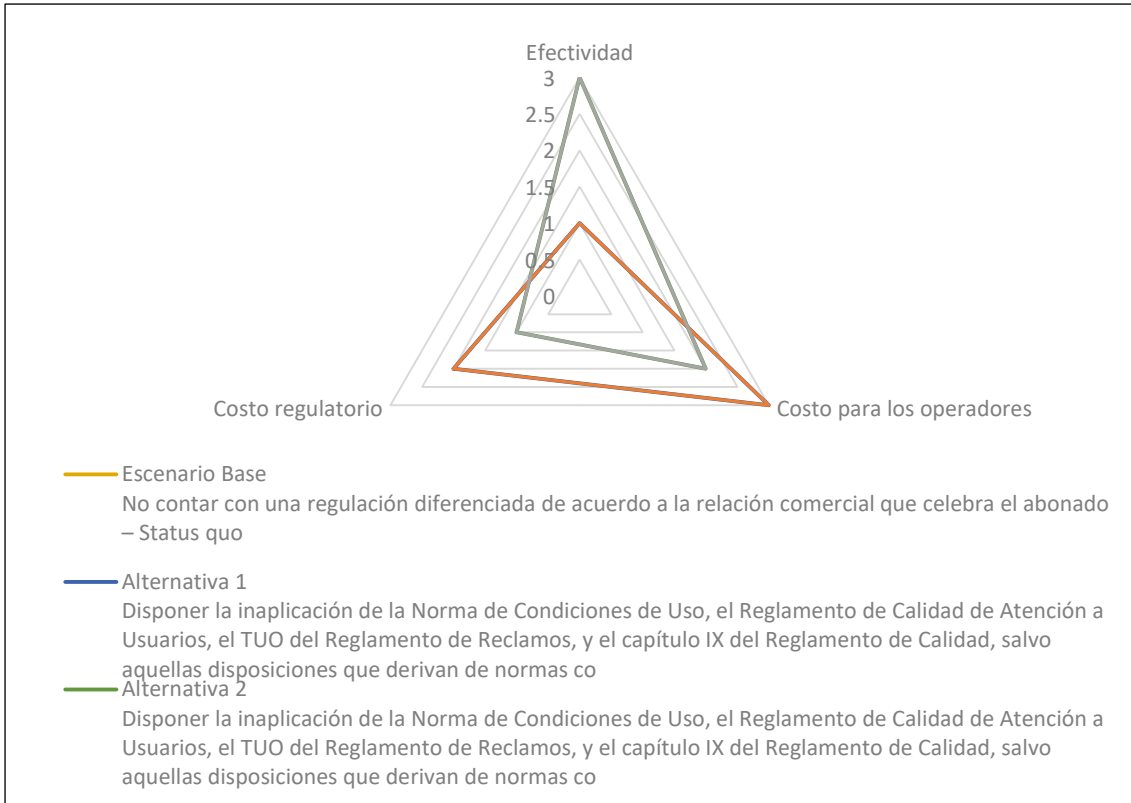 Efectividad
3
2.5
2
1.5
1
0.5
0
Costo regulatorio
Costo para los operadores
Escenario Base
No contar con una regulación diferenciada de acuerdo a la relación comercial que celebra el abonado
– Status quo
Alternativa 1
Disponer la inaplicación de la Norma de Condiciones de Uso, el Reglamento de Calidad de Atención a
Usuarios, el TUO del Reglamento de Reclamos, y el capítulo IX del Reglamento de Calidad, salvo
aquellas disposiciones que derivan de normas co
Alternativa 2
Disponer la inaplicación de la Norma de Condiciones de Uso, el Reglamento de Calidad de Atención a
Usuarios, el TUO del Reglamento de Reclamos, y el capítulo IX del Reglamento de Calidad, salvo
aquellas disposiciones que derivan de normas co